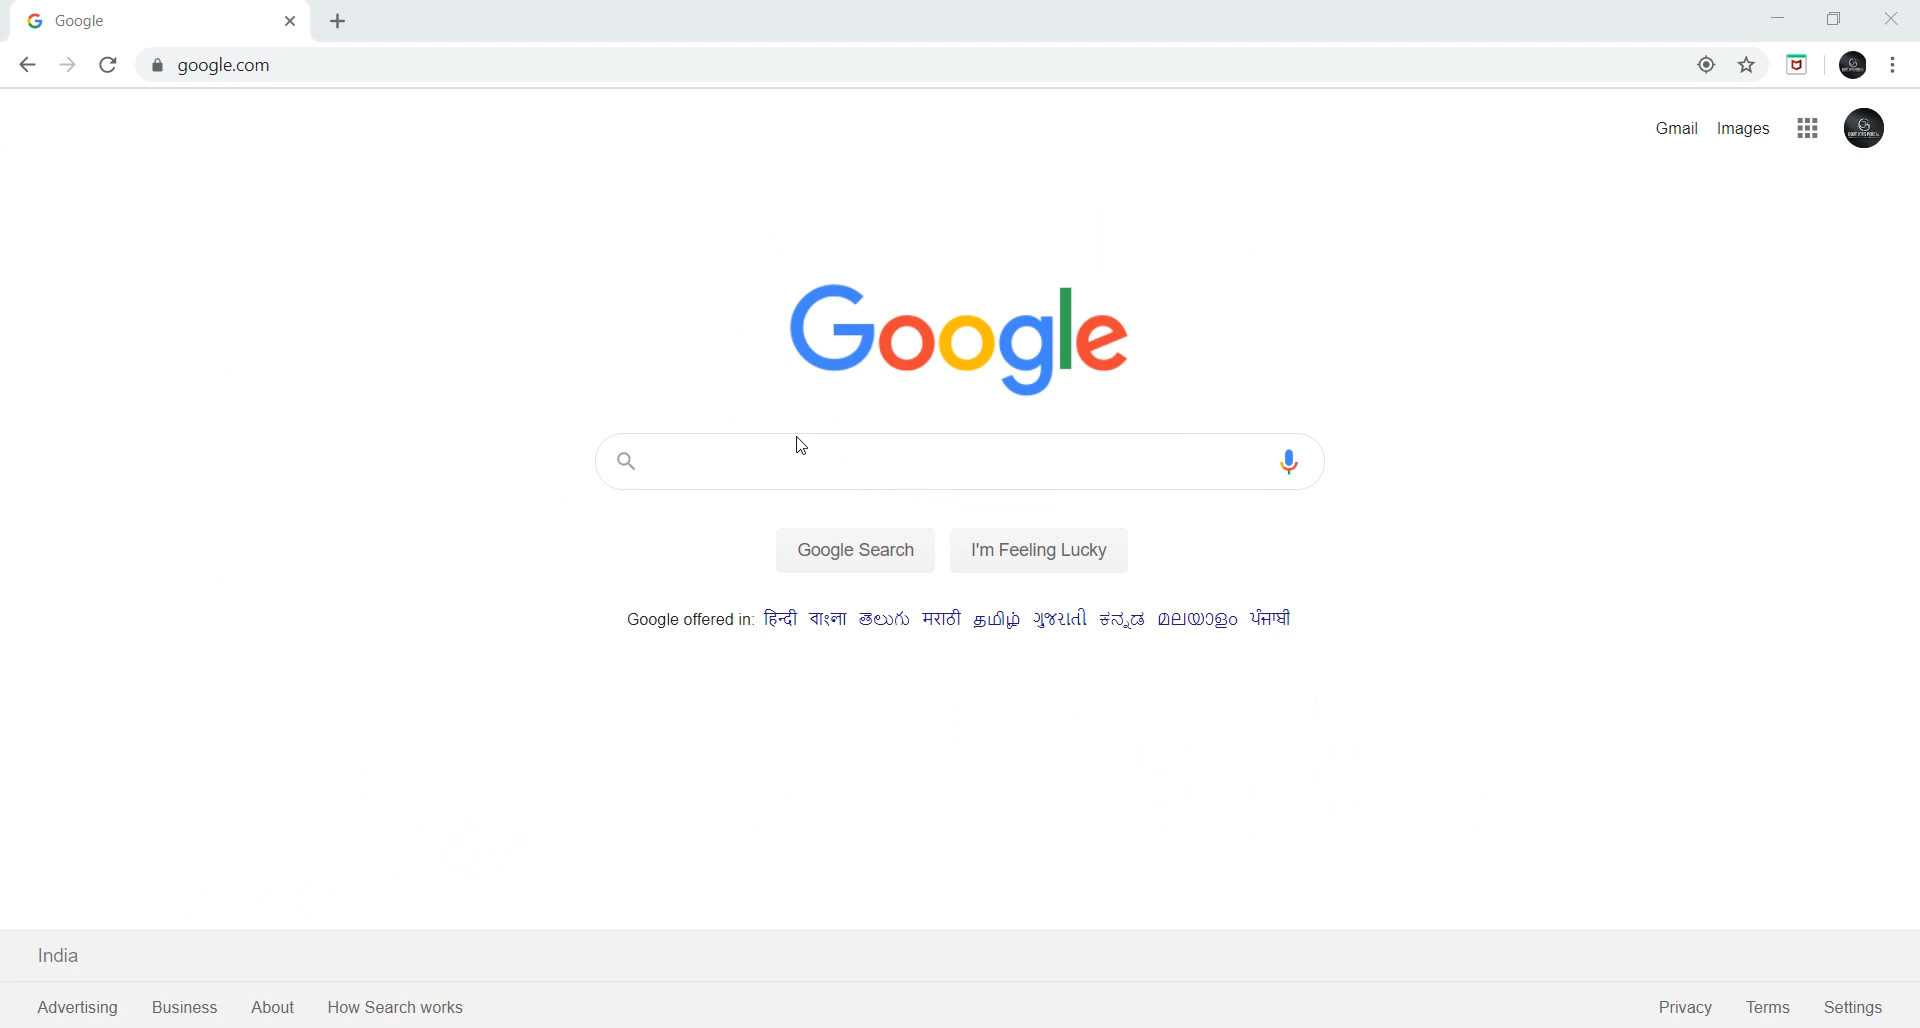 Google
google.com
Gmail Images
Google
Google Search I'm Feeling Lucky
Google offered in: हिन्दी বাংলা తెలుగు मराठी தமிழ் ગુજરાતી ಕನ್ನಡ മലയാളം ਪੰਜਾਬੀ
India
Advertising Business About How Search works Privacy Terms Settings